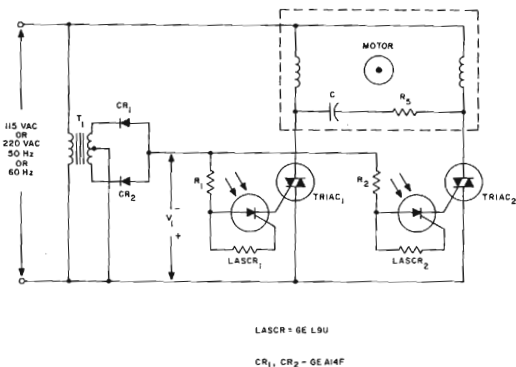 115 VAC
OR
220 VAC
50 Hz
OR
60 Hz
T1
CR1
CR2
V1
−
+
R1
LASCR1
TRIAC1
MOTOR
C
R5
R2
LASCR2
TRIAC2
LASCR = GE L9U
CR1, CR2 – GE A14F